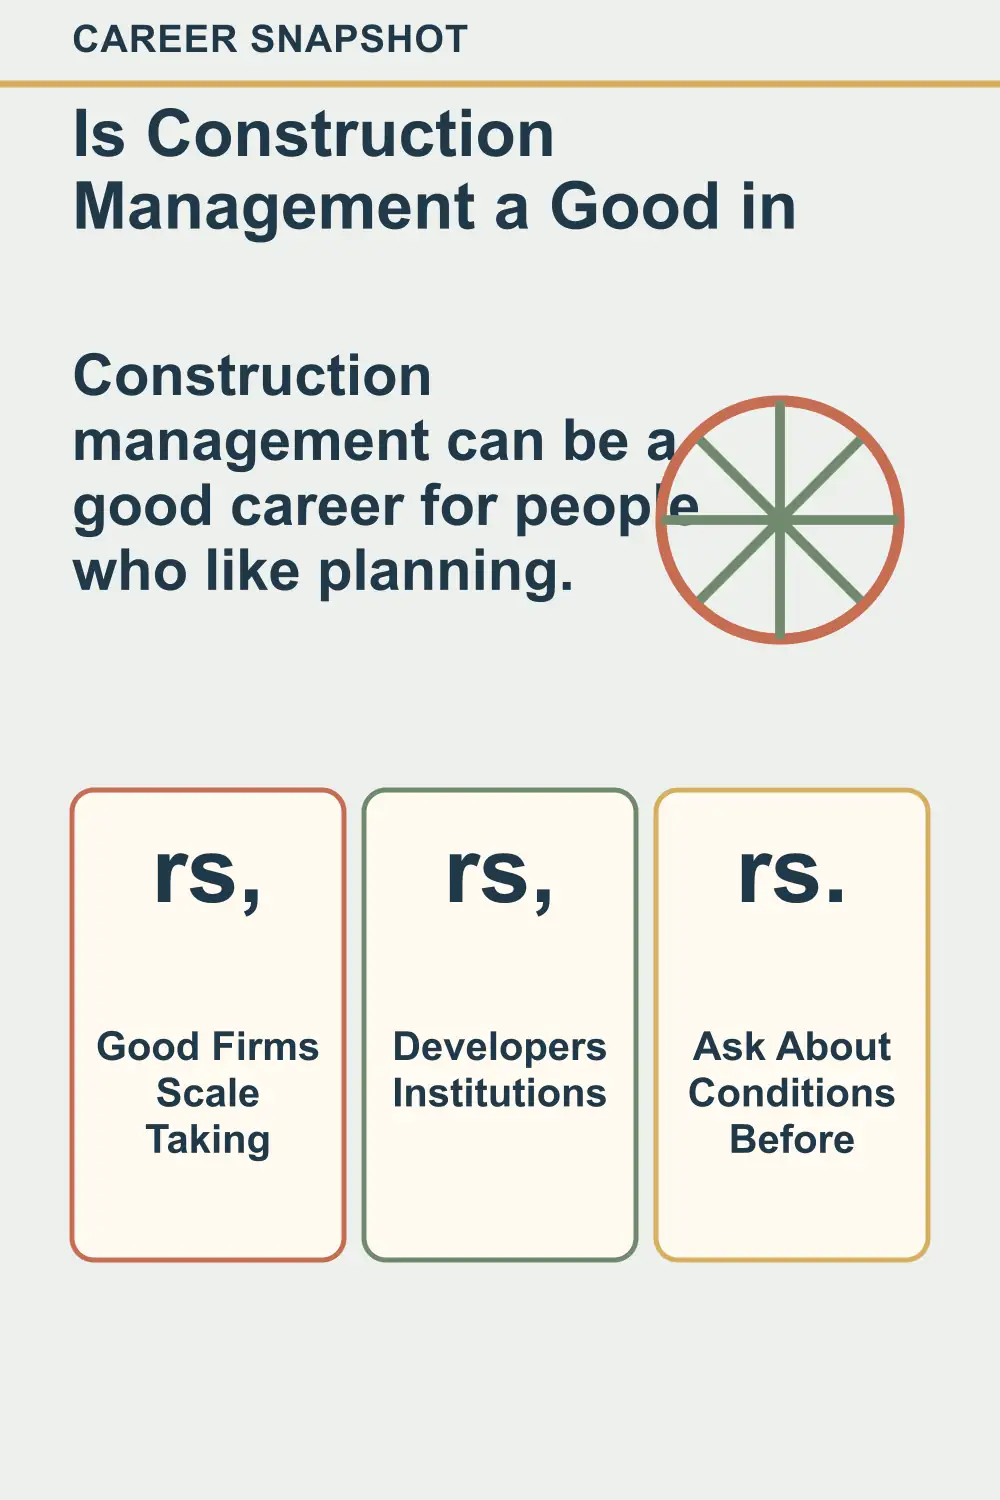 CAREER SNAPSHOT
Is Construction
Management a Good in
Construction
management can be a
good career for people
who like planning.
rs,
Good Firms
Scale
Taking
rs,
Developers
Institutions
rs.
Ask About
Conditions
Before